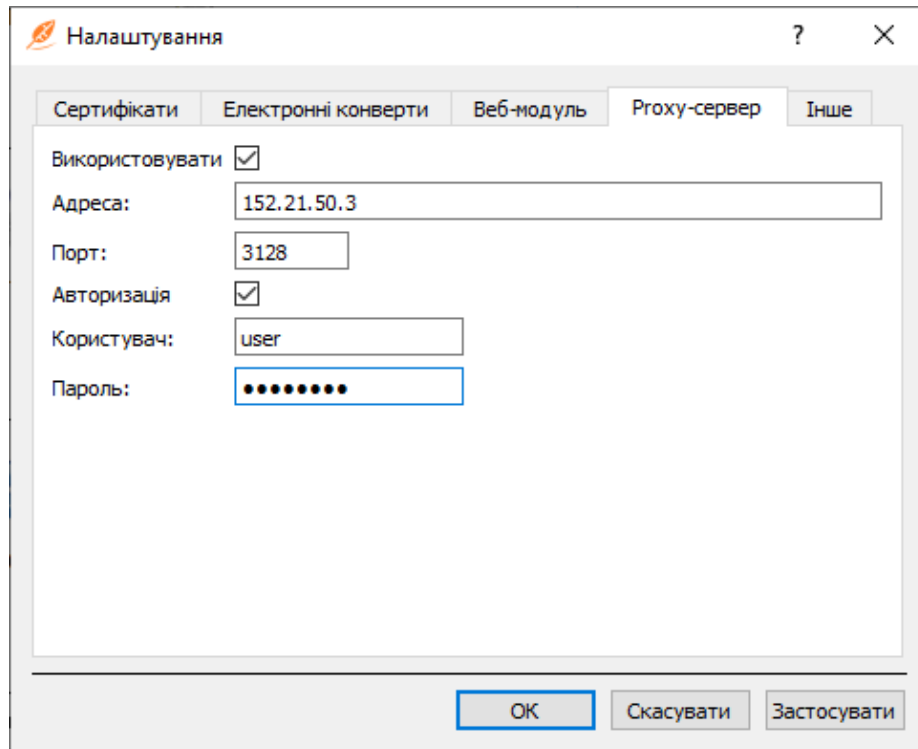 Налаштування
Сертифікати Електронні конверти Веб-модуль Proxy-сервер Інше
Використовувати
Адреса: 152.21.50.3
Порт: 3128
Авторизація
Користувач: user
Пароль: ●●●●●●●●
OK Скасувати Застосувати